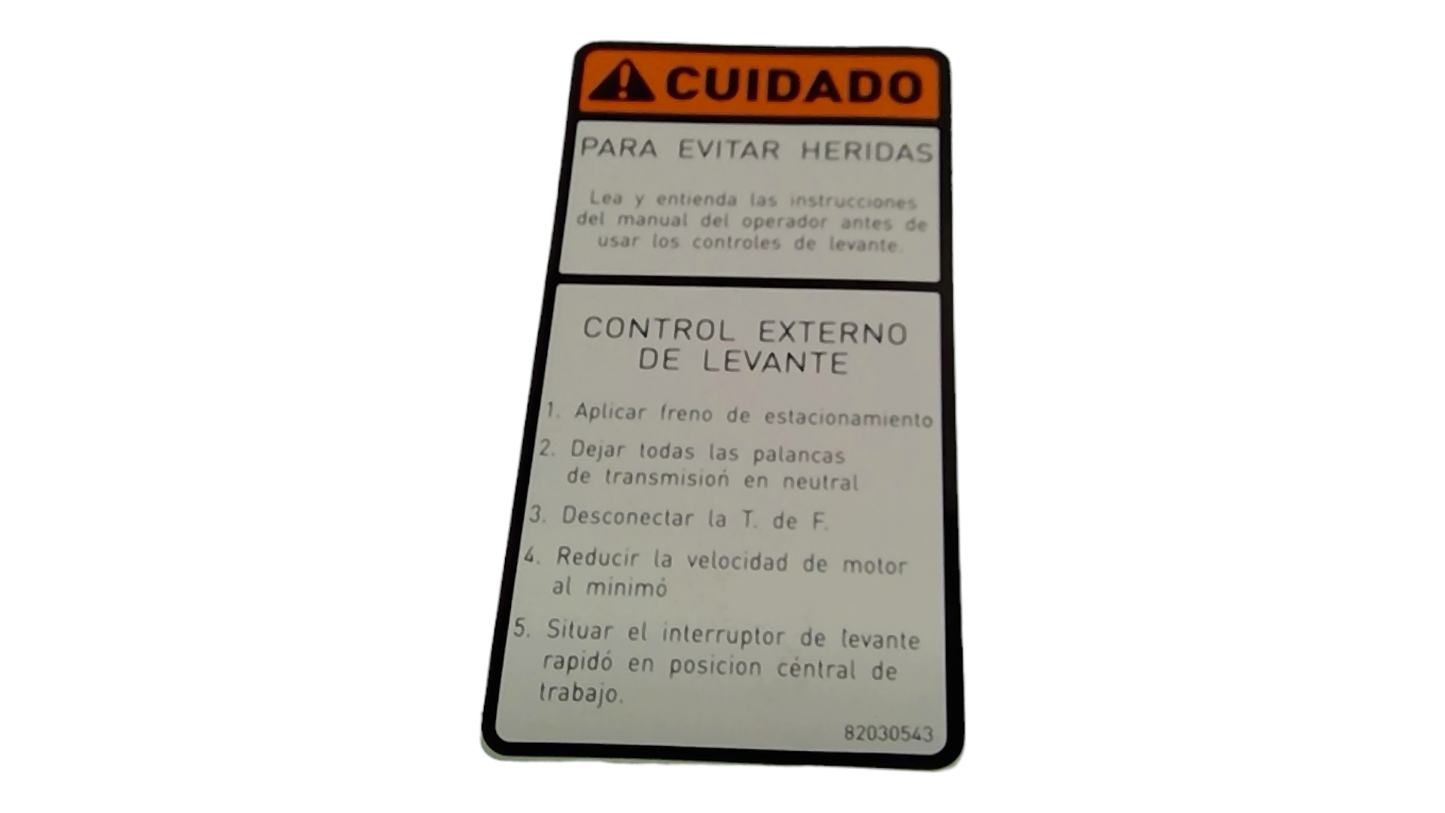 CUIDADO
PARA EVITAR HERIDAS
Lea y entienda las instrucciones
del manual del operador antes de
usar los controles de levante.
CONTROL EXTERNO
DE LEVANTE
1. Aplicar freno de estacionamiento
2. Dejar todas las palancas
de transmisioń en neutral
3. Desconectar la T. de F.
4. Reducir la velocidad de motor
al minimó
5. Situar el interruptor de levante
rapidó en posicion céntral de
trabajo.
82030543